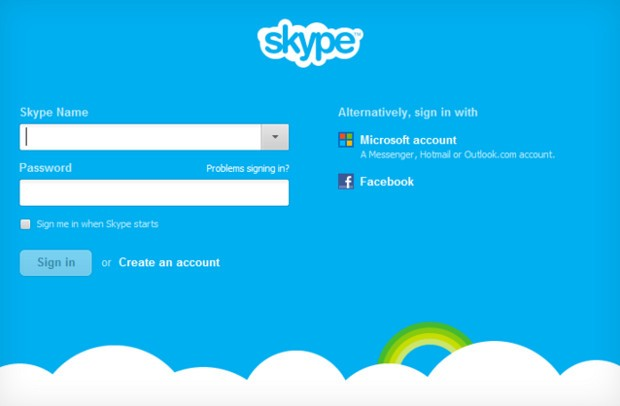 skype™
Skype Name
Password
Problems signing in?
Sign me in when Skype starts
Sign in or Create an account
Alternatively, sign in with
Microsoft account
A Messenger, Hotmail or Outlook.com account.
Facebook